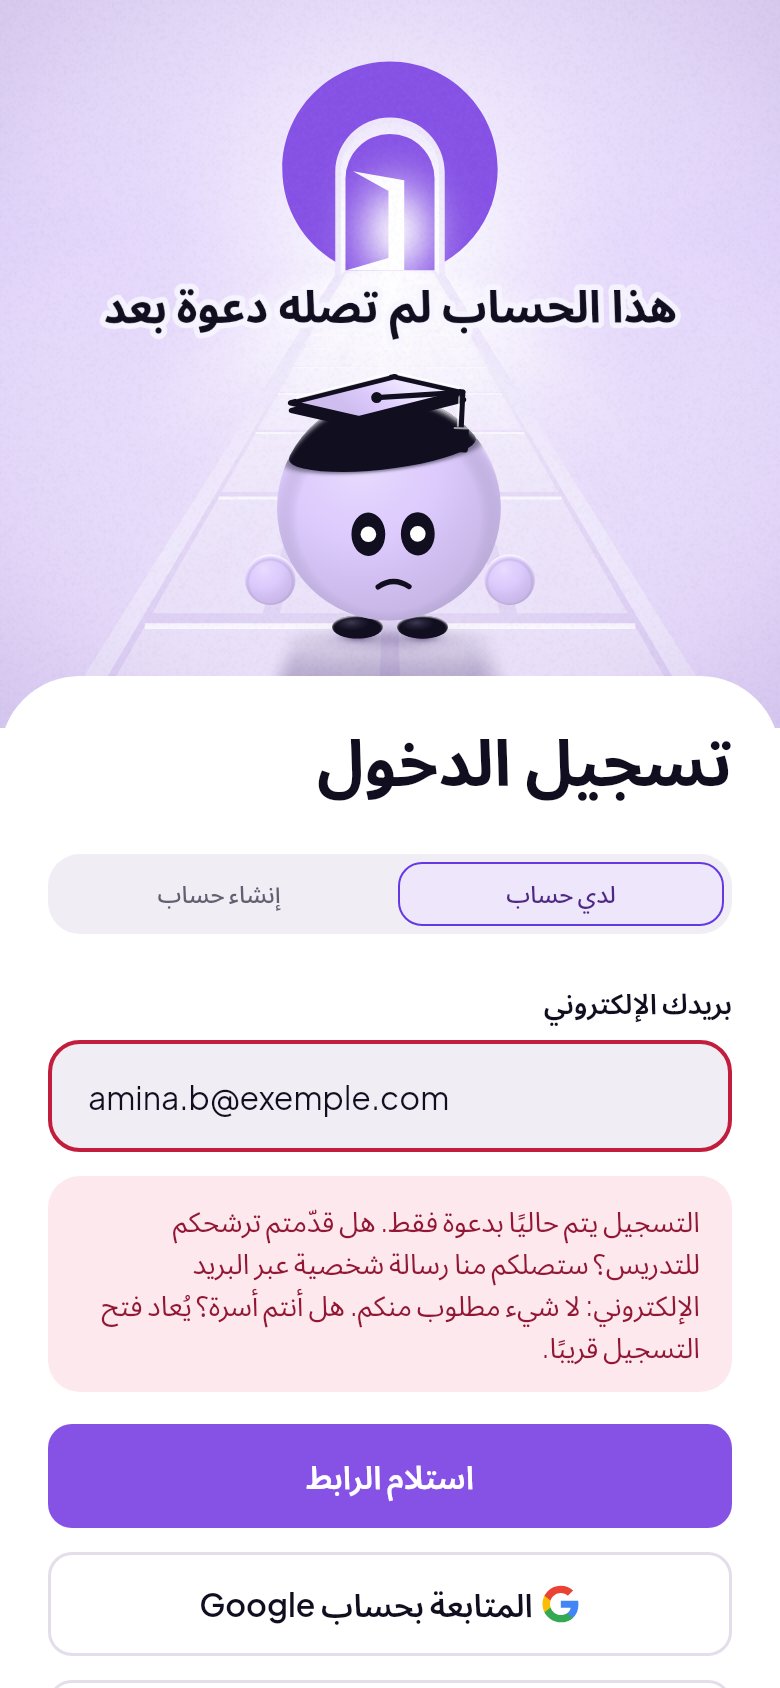 هذا الحساب لم تصله دعوة بعد
تسجيل الدخول
لدي حساب
إنشاء حساب
بريدك الإلكتروني
amina.b@exemple.com
التسجيل يتم حاليًا بدعوة فقط. هل قدّمتم ترشحكم
للتدريس؟ ستصلكم منا رسالة شخصية عبر البريد
الإلكتروني: لا شيء مطلوب منكم. هل أنتم أسرة؟ يُعاد فتح
التسجيل قريبًا.
استلام الرابط
المتابعة بحساب Google